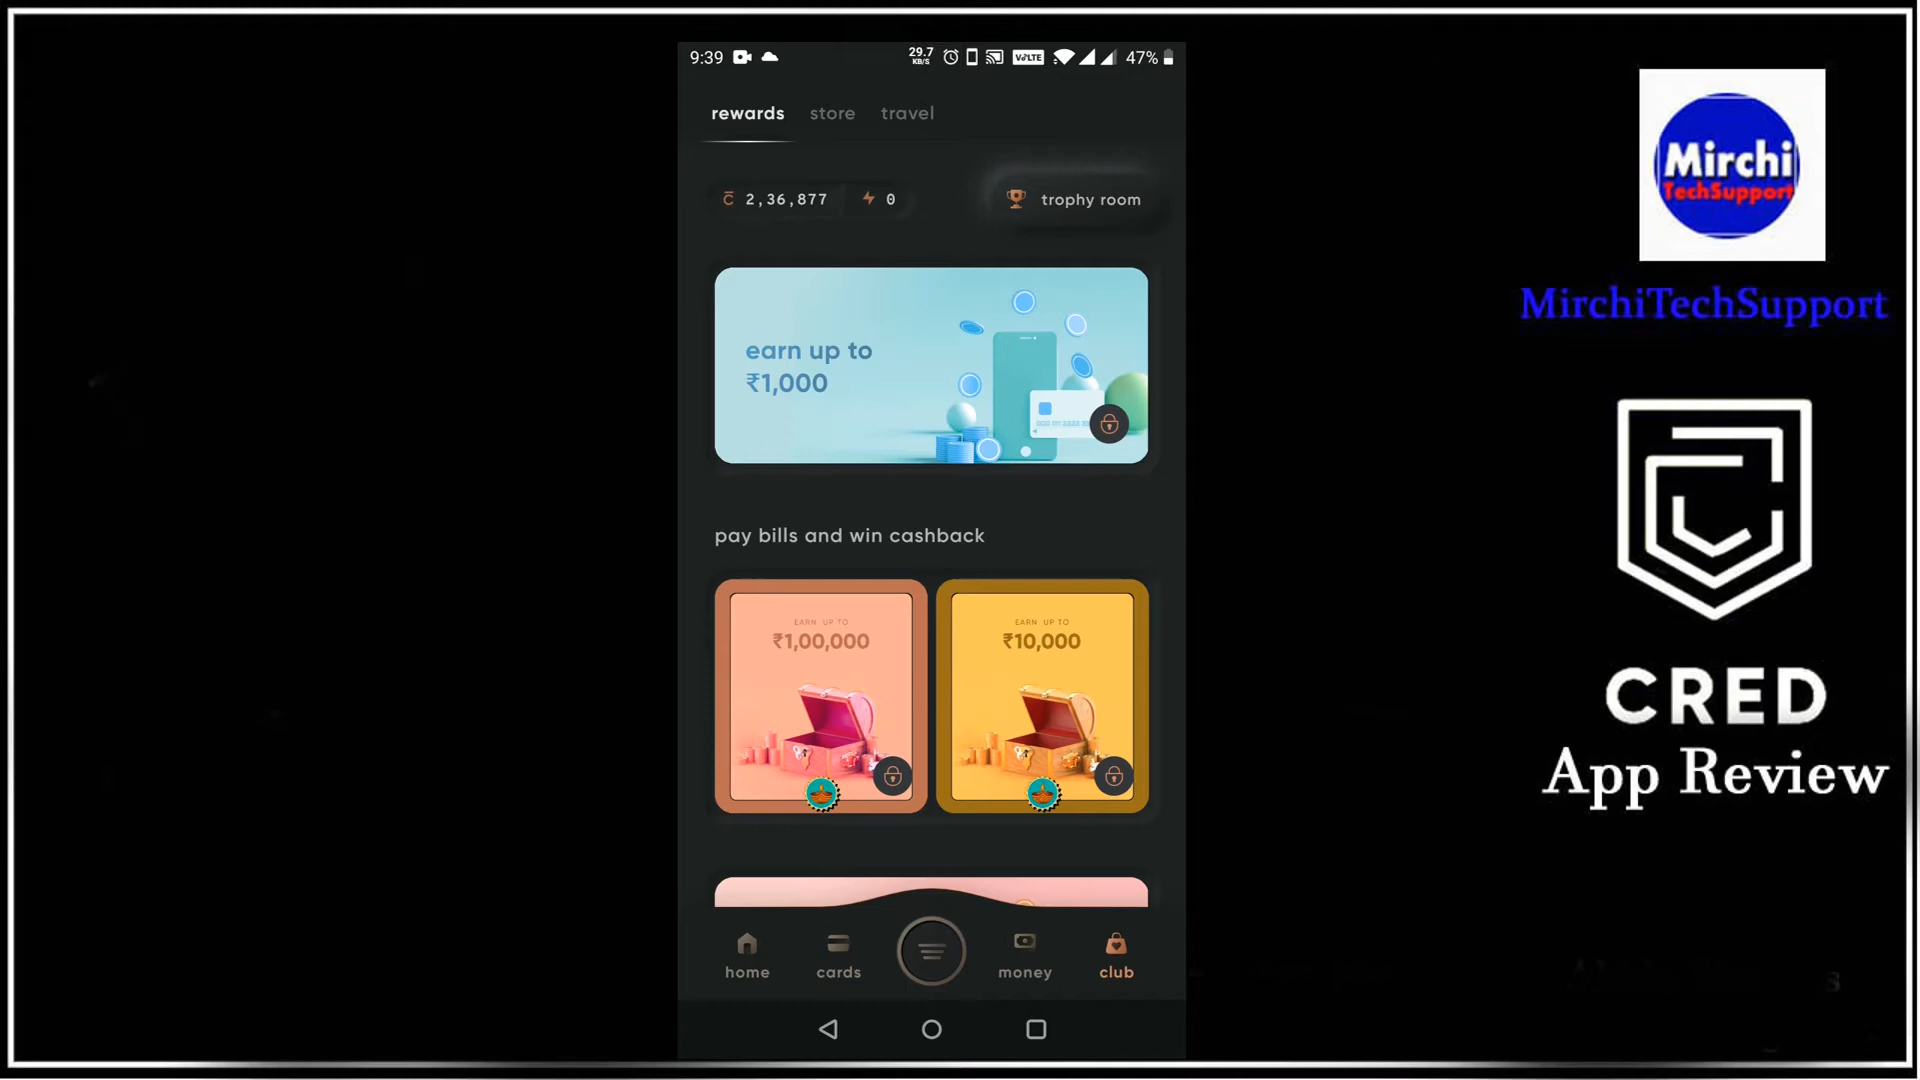 9:39 29.7 KB/S VoLTE 47%
rewards store travel
2,36,877 0 trophy room
earn up to
₹1,000
pay bills and win cashback
EARN UP TO
₹1,00,000
EARN UP TO
₹10,000
home cards money club
Mirchi
TechSupport
MirchiTechSupport
CRED
App Review